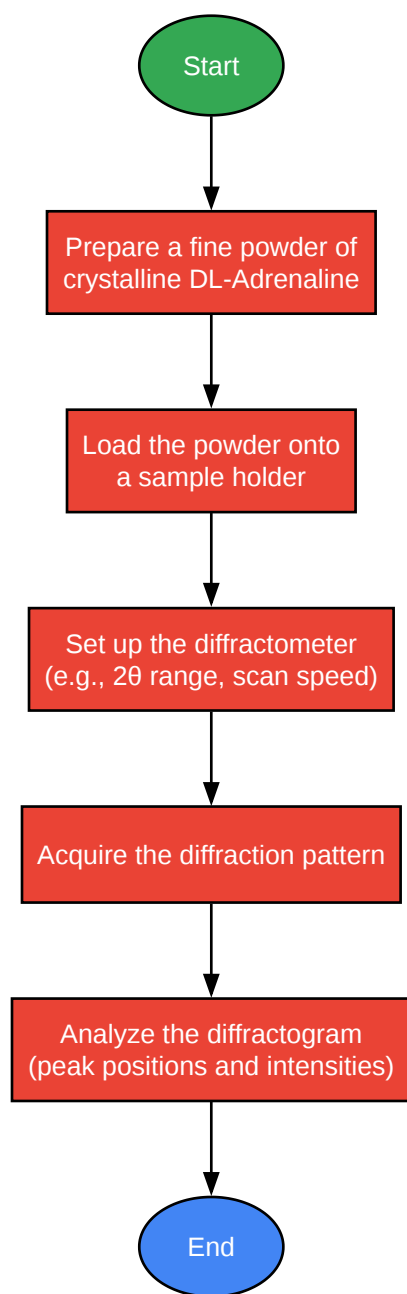 Start
Prepare a fine powder of
crystalline DL-Adrenaline
Load the powder onto
a sample holder
Set up the diffractometer
(e.g., 2θ range, scan speed)
Acquire the diffraction pattern
Analyze the diffractogram
(peak positions and intensities)
End